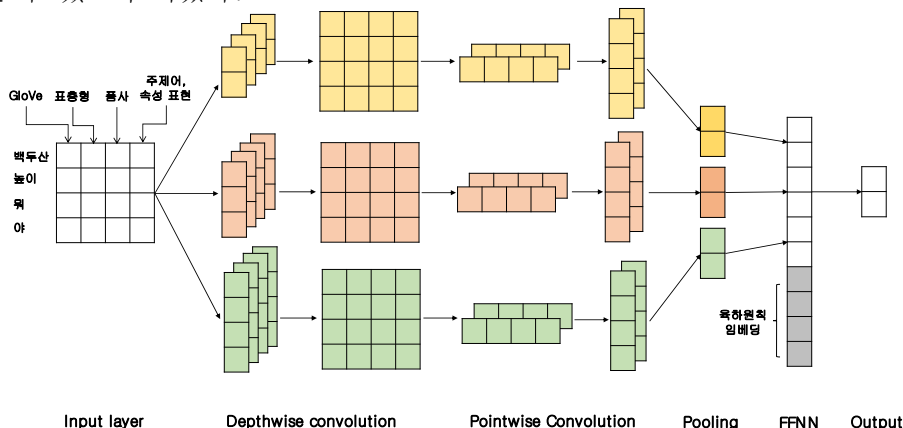 주제어,
GloVe 표층형 품사 속성 표현
백두산
높이
뭐
야
육하원칙
임베딩
Input layer Depthwise convolution Pointwise Convolution Pooling FFNN Output